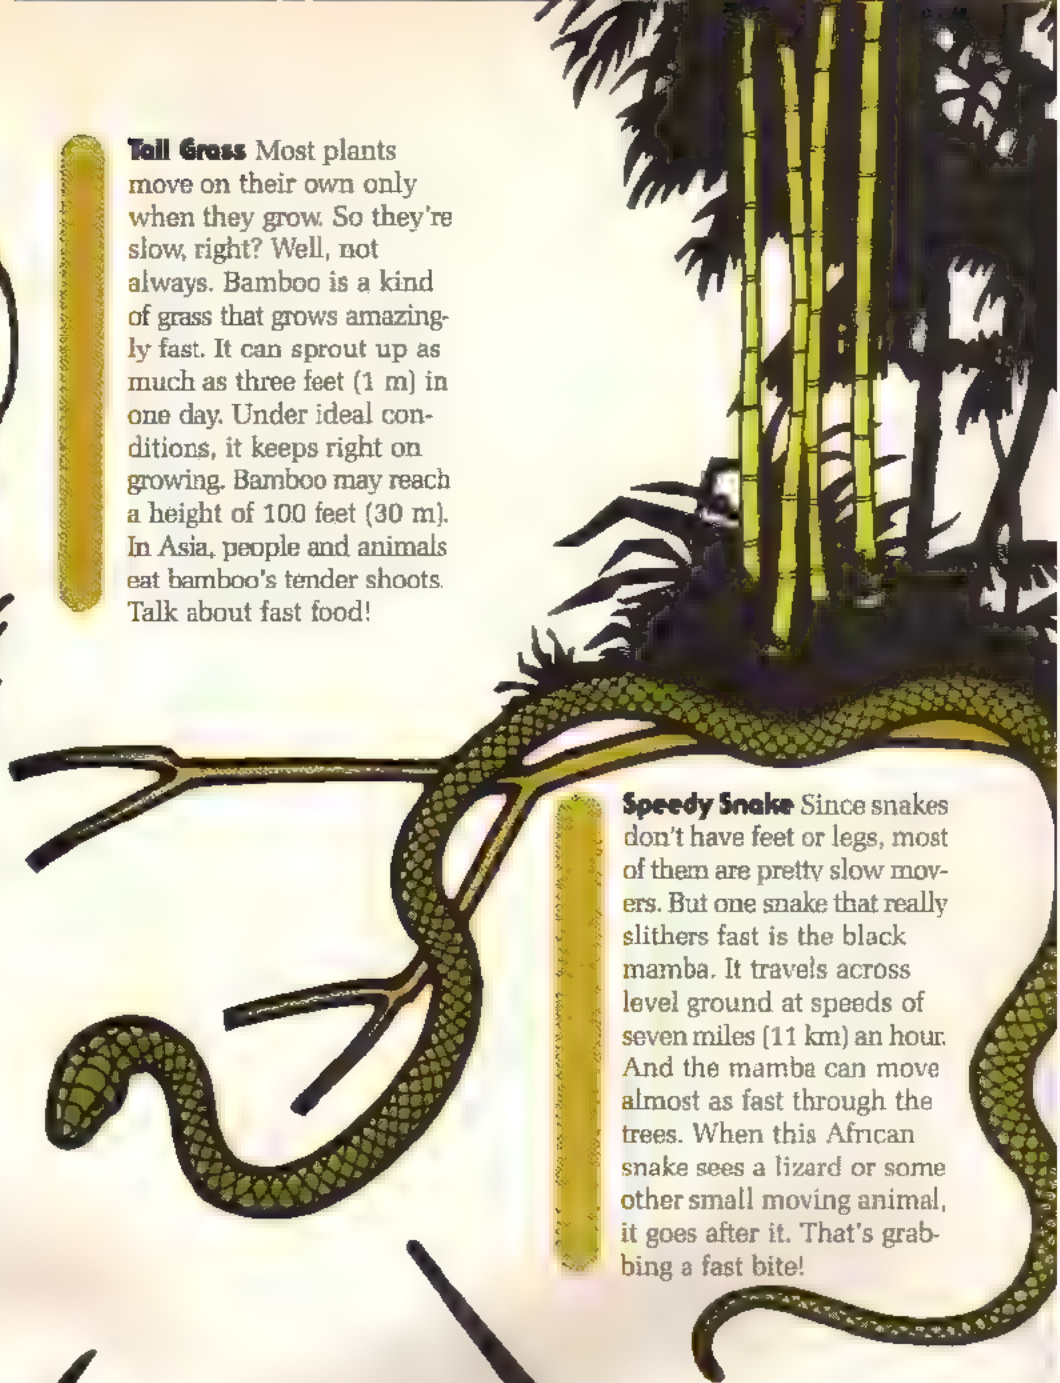 Tall Grass Most plants
move on their own only
when they grow. So they're
slow, right? Well, not
always. Bamboo is a kind
of grass that grows amazing-
ly fast. It can sprout up as
much as three feet (1 m) in
one day. Under ideal con-
ditions, it keeps right on
growing. Bamboo may reach
a height of 100 feet (30 m).
In Asia, people and animals
eat bamboo's tender shoots.
Talk about fast food!
Speedy Snake Since snakes
don't have feet or legs, most
of them are pretty slow mov-
ers. But one snake that really
slithers fast is the black
mamba. It travels across
level ground at speeds of
seven miles (11 km) an hour.
And the mamba can move
almost as fast through the
trees. When this African
snake sees a lizard or some
other small moving animal,
it goes after it. That's grab-
bing a fast bite!